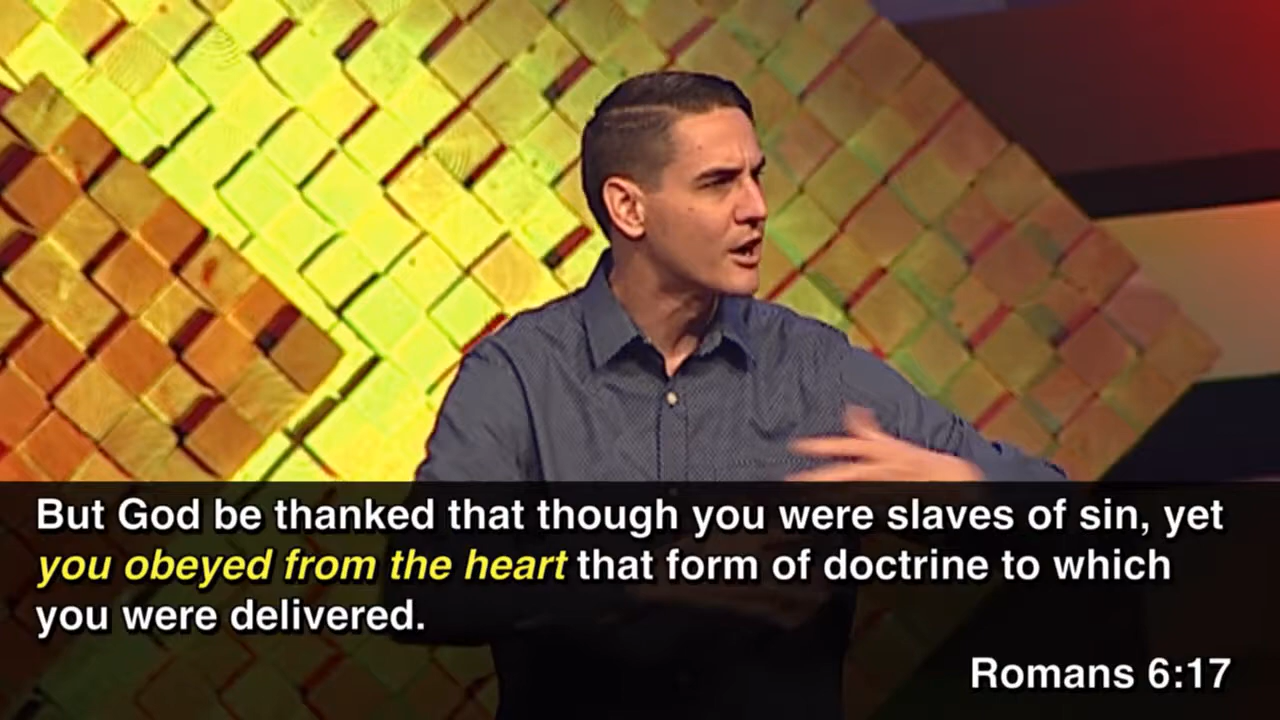 But God be thanked that though you were slaves of sin, yet
you obeyed from the heart that form of doctrine to which
you were delivered.
Romans 6:17